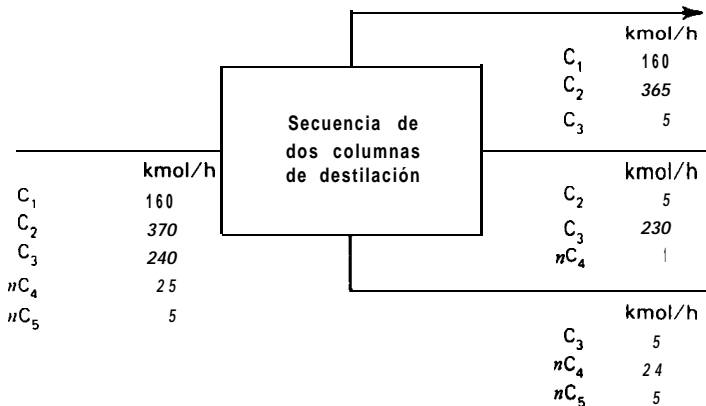 kmol/h
C₁ 160
C₂ 365
C₃ 5
Secuencia de
dos columnas
de destilación
kmol/h
C₁ 160
C₂ 370
C₃ 240
nC₄ 25
nC₅ 5
kmol/h
C₂ 5
C₃ 230
nC₄ 1
kmol/h
C₃ 5
nC₄ 24
nC₅ 5